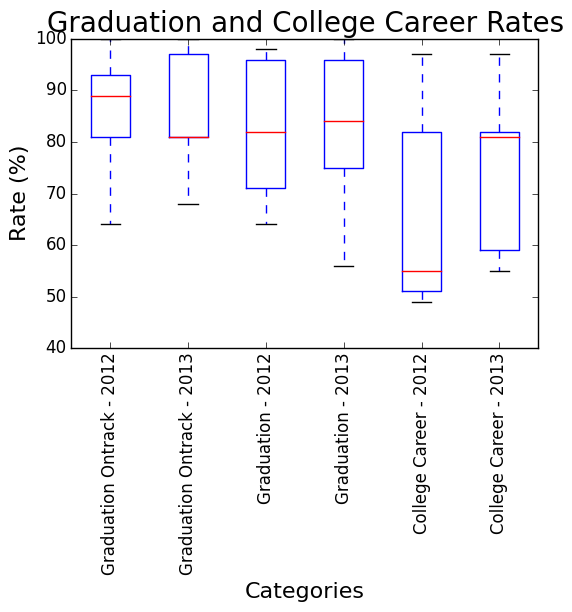 Graduation and College Career Rates
100
90
80
70
60
50
40
Rate (%)
Graduation Ontrack - 2012
Graduation Ontrack - 2013
Graduation - 2012
Graduation - 2013
College Career - 2012
College Career - 2013
Categories